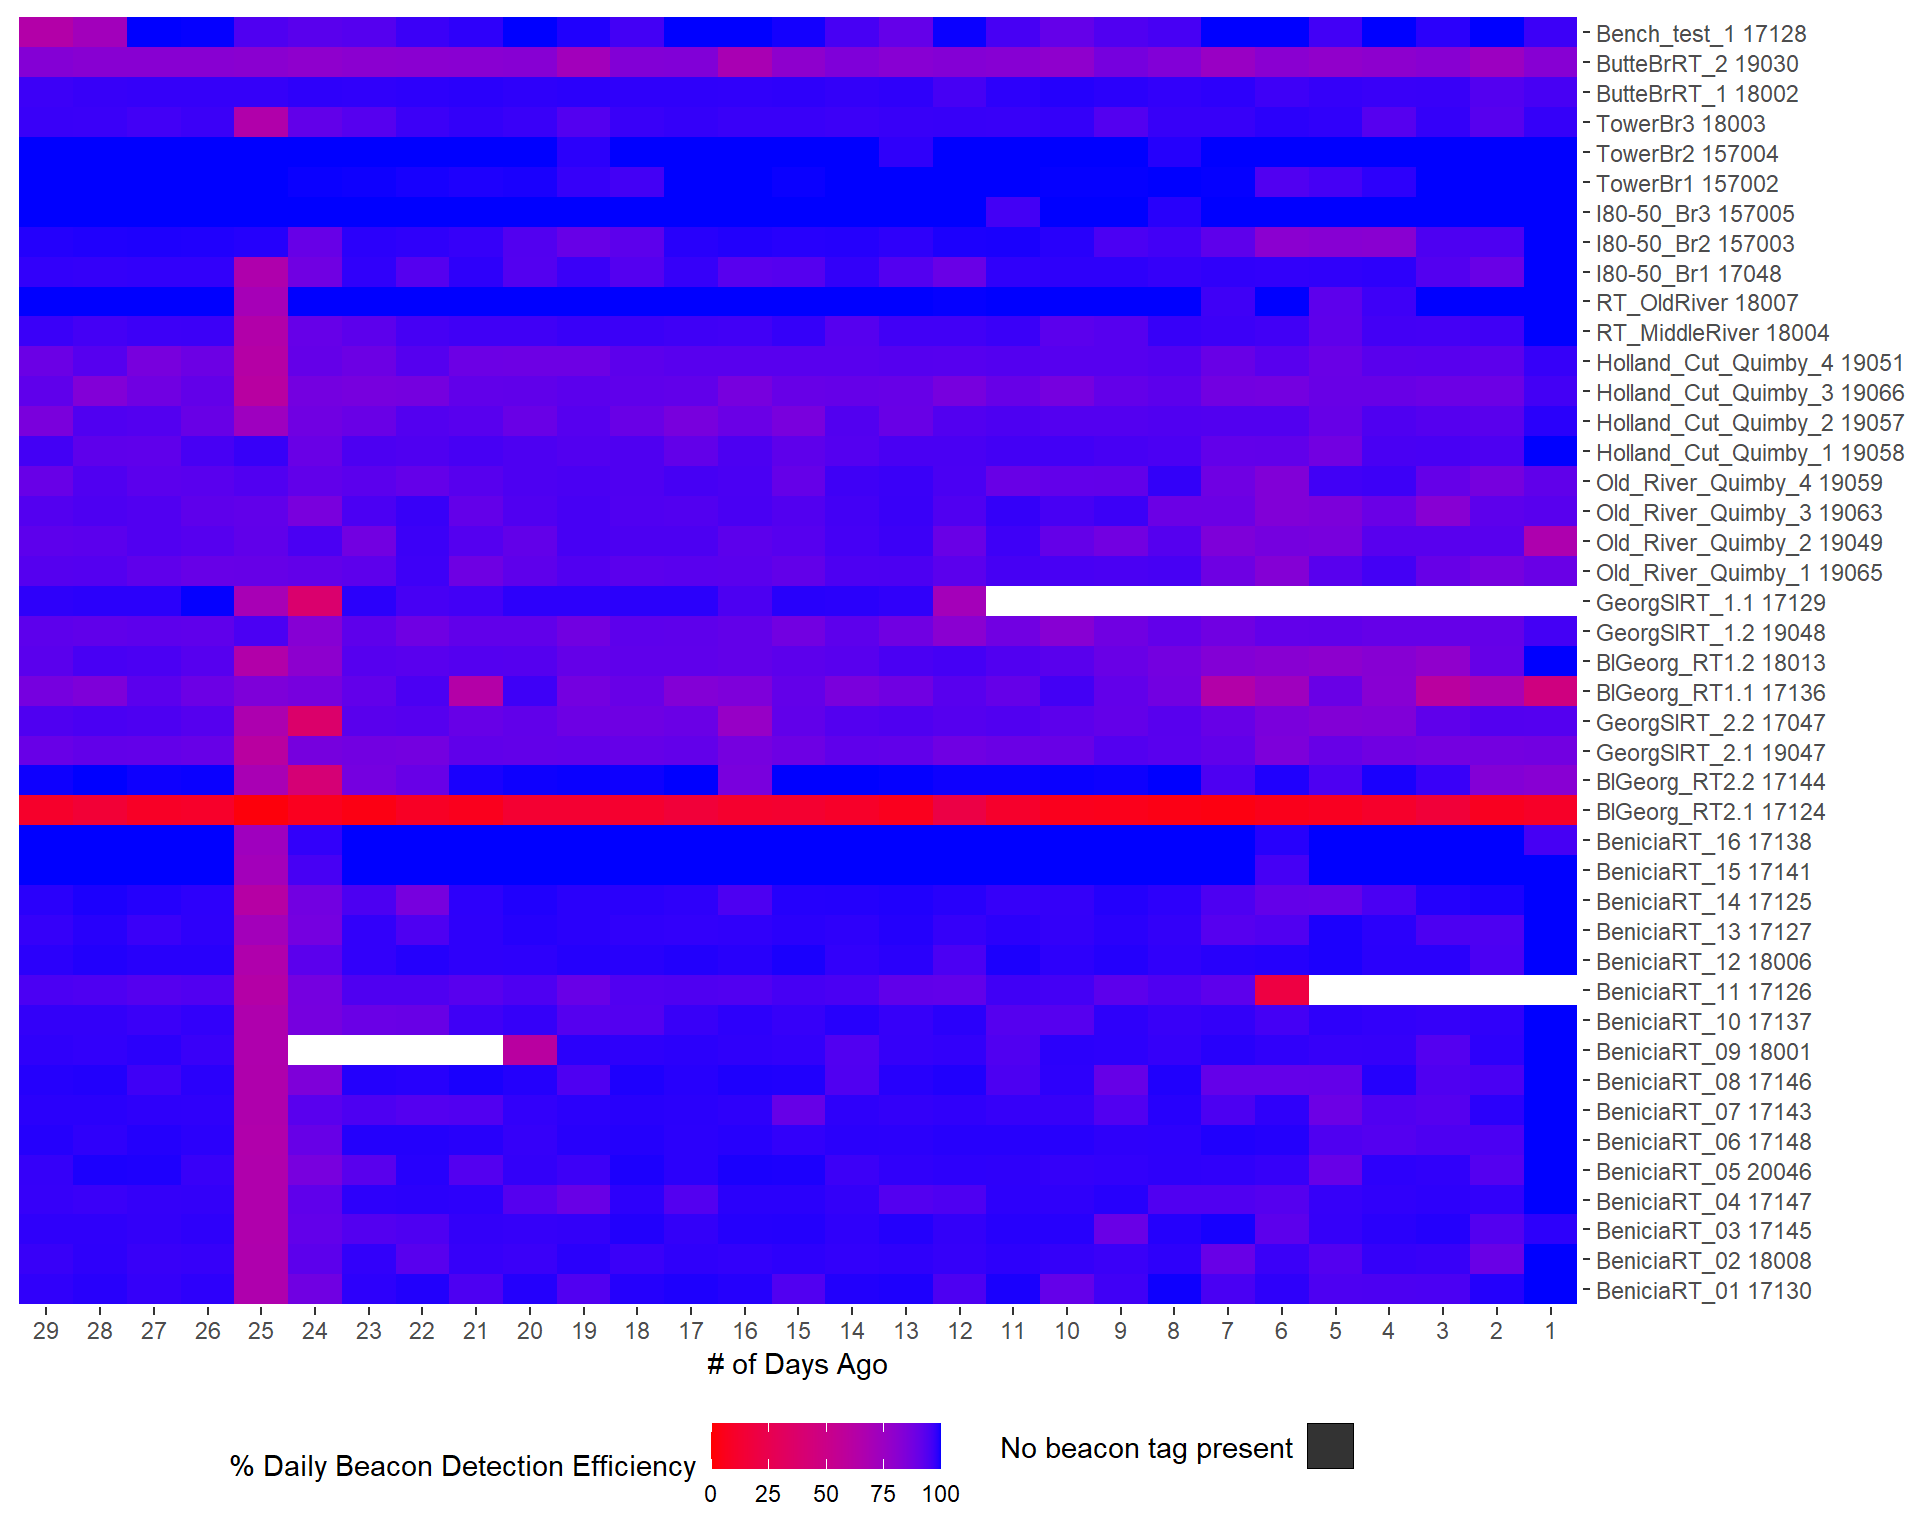 Bench_test_1 17128
ButteBrRT_2 19030
ButteBrRT_1 18002
TowerBr3 18003
TowerBr2 157004
TowerBr1 157002
I80-50_Br3 157005
I80-50_Br2 157003
I80-50_Br1 17048
RT_OldRiver 18007
RT_MiddleRiver 18004
Holland_Cut_Quimby_4 19051
Holland_Cut_Quimby_3 19066
Holland_Cut_Quimby_2 19057
Holland_Cut_Quimby_1 19058
Old_River_Quimby_4 19059
Old_River_Quimby_3 19063
Old_River_Quimby_2 19049
Old_River_Quimby_1 19065
GeorgSlRT_1.1 17129
GeorgSlRT_1.2 19048
BlGeorg_RT1.2 18013
BlGeorg_RT1.1 17136
GeorgSlRT_2.2 17047
GeorgSlRT_2.1 19047
BlGeorg_RT2.2 17144
BlGeorg_RT2.1 17124
BeniciaRT_16 17138
BeniciaRT_15 17141
BeniciaRT_14 17125
BeniciaRT_13 17127
BeniciaRT_12 18006
BeniciaRT_11 17126
BeniciaRT_10 17137
BeniciaRT_09 18001
BeniciaRT_08 17146
BeniciaRT_07 17143
BeniciaRT_06 17148
BeniciaRT_05 20046
BeniciaRT_04 17147
BeniciaRT_03 17145
BeniciaRT_02 18008
BeniciaRT_01 17130
29 28 27 26 25 24 23 22 21 20 19 18 17 16 15 14 13 12 11 10 9 8 7 6 5 4 3 2 1
# of Days Ago
% Daily Beacon Detection Efficiency
0 25 50 75 100
No beacon tag present